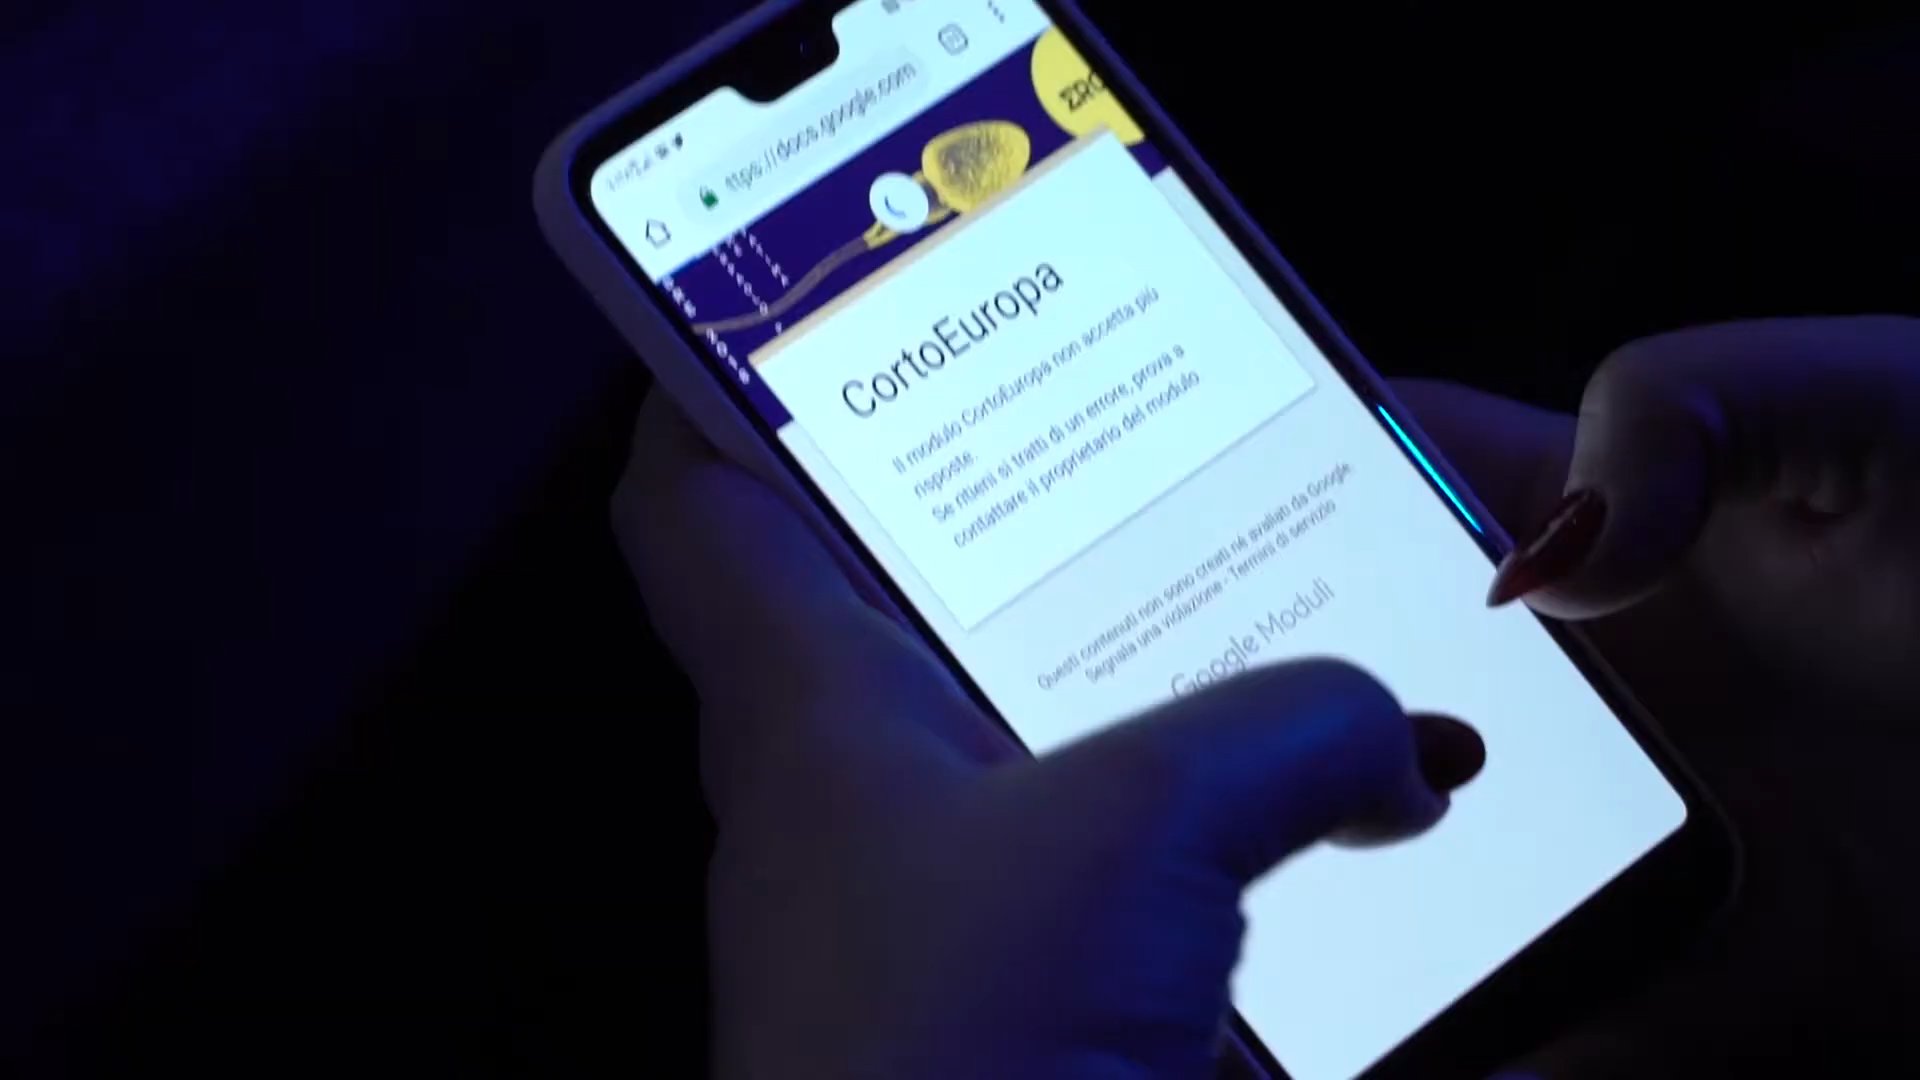 ttps://docs.google.com
ΣRO
CortoEuropa
Il modulo CortoEuropa non accetta più
risposte.
Se ritieni si tratti di un errore, prova a
contattare il proprietario del modulo
Questi contenuti non sono creati né avallati da Google.
Segnala una violazione - Termini di servizio
Google Moduli